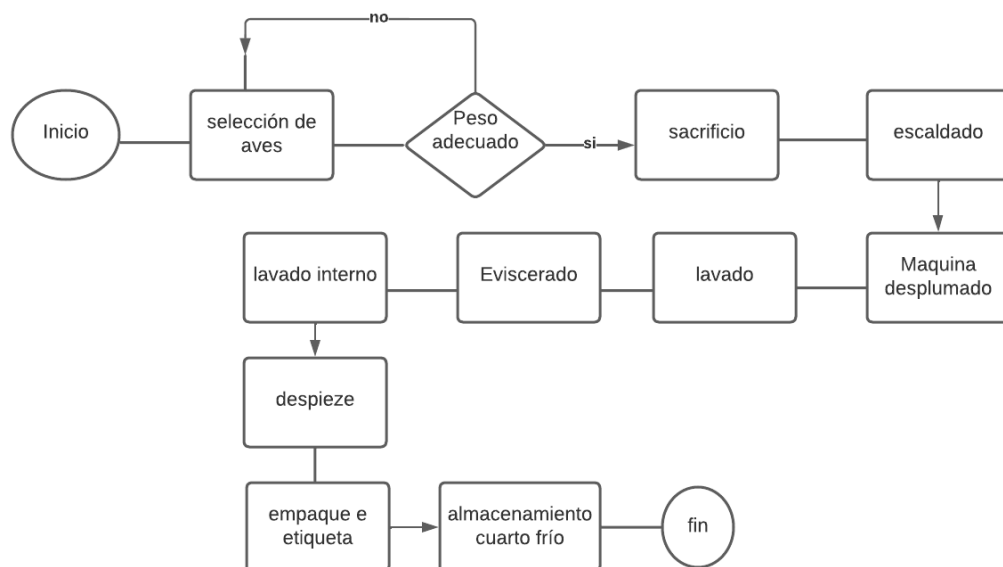 no
Inicio
selección de
aves
Peso
adecuado
si
sacrificio
escaldado
Maquina
desplumado
lavado
Eviscerado
lavado interno
despieze
empaque e
etiqueta
almacenamiento
cuarto frío
fin